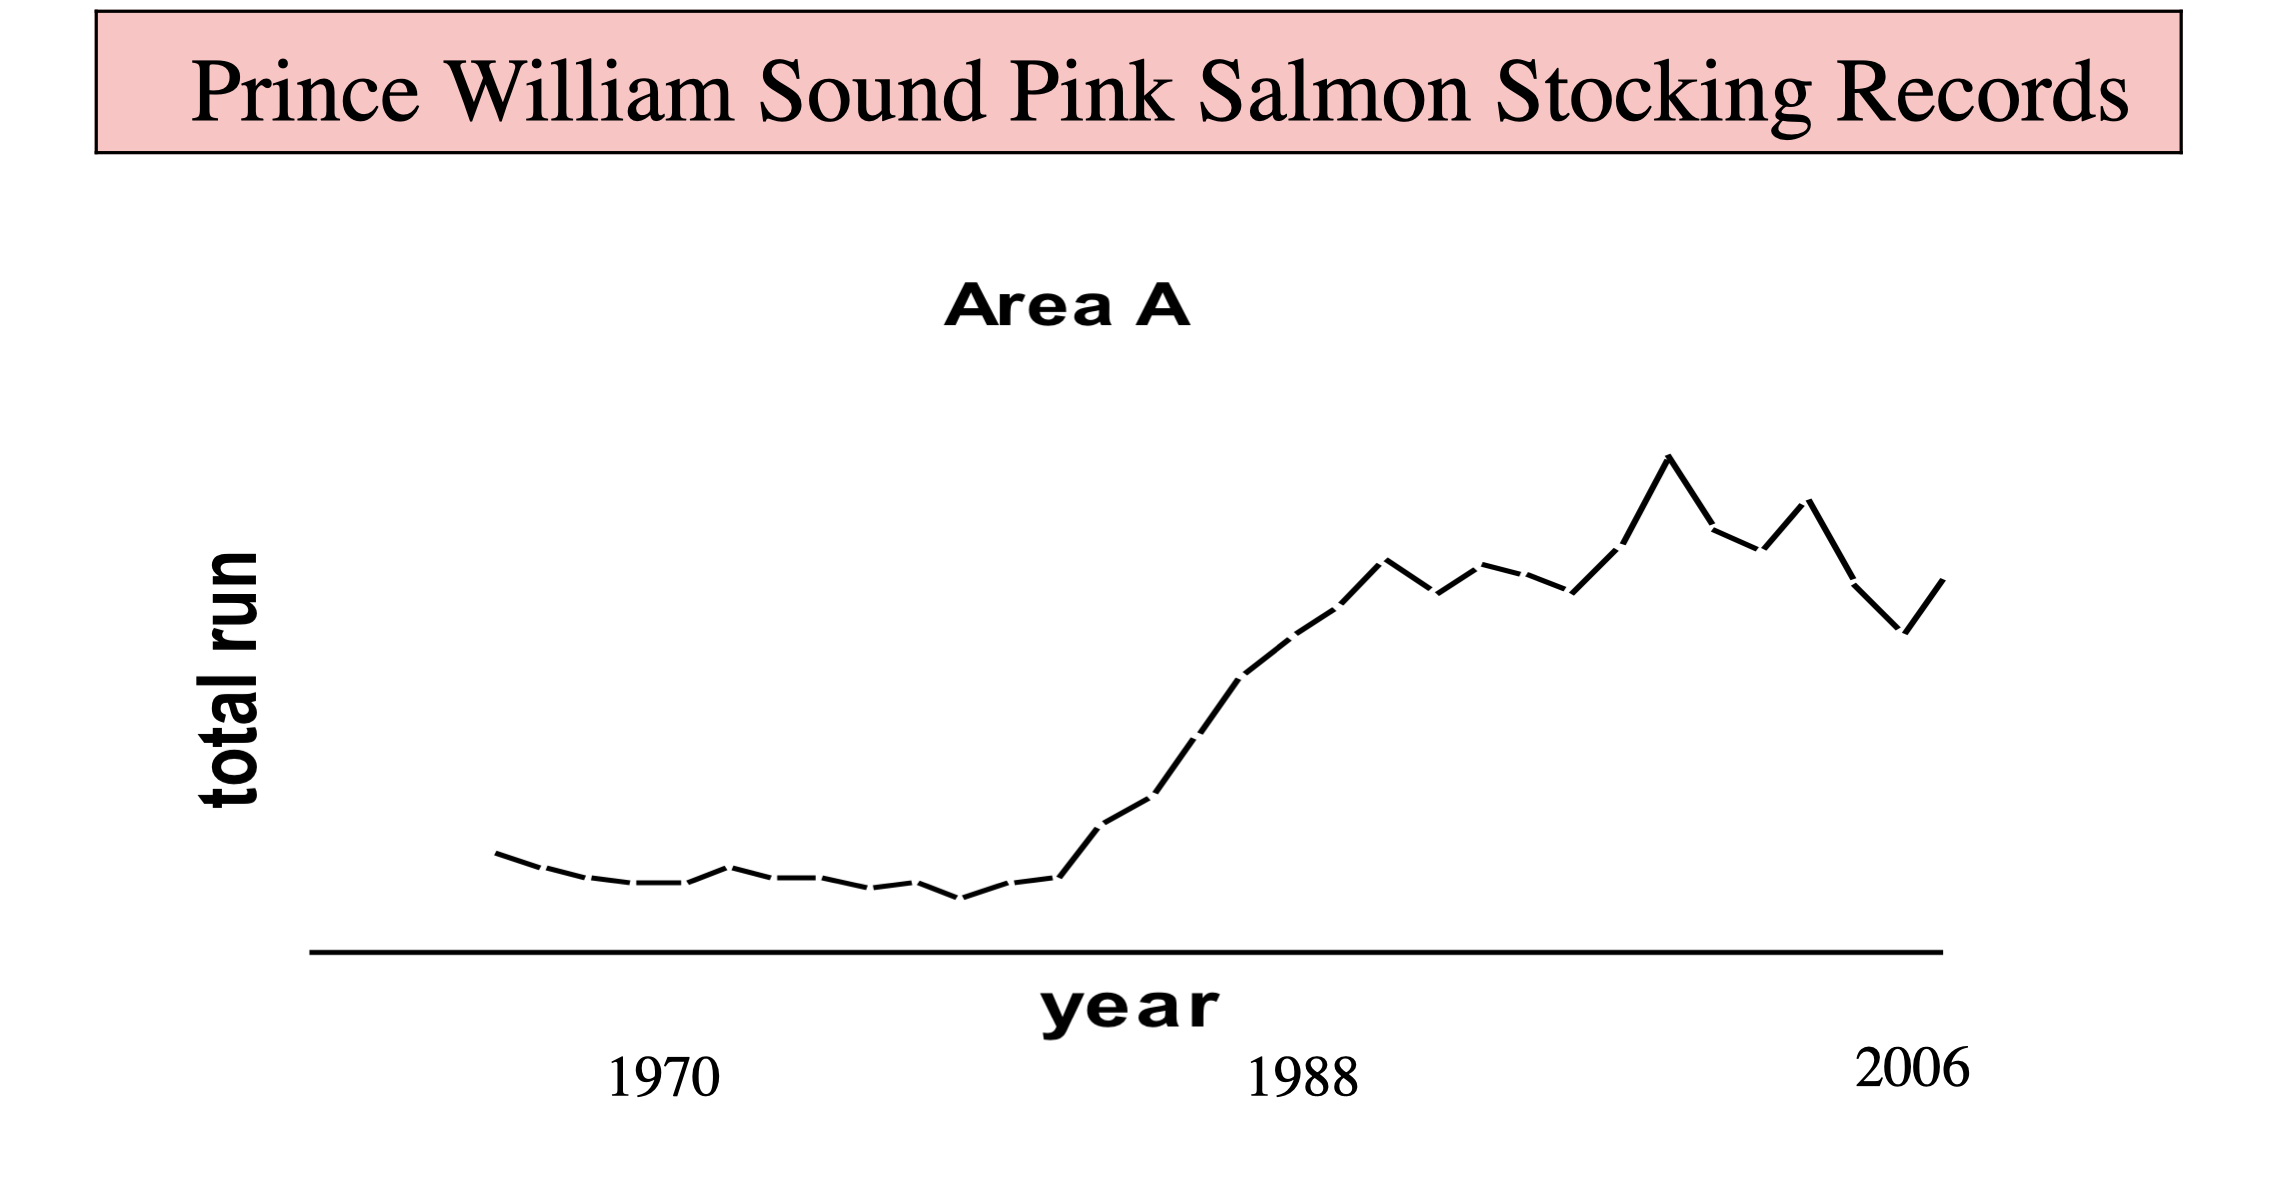 Prince William Sound Pink Salmon Stocking Records
Area A
total run
year
1970 1988 2006